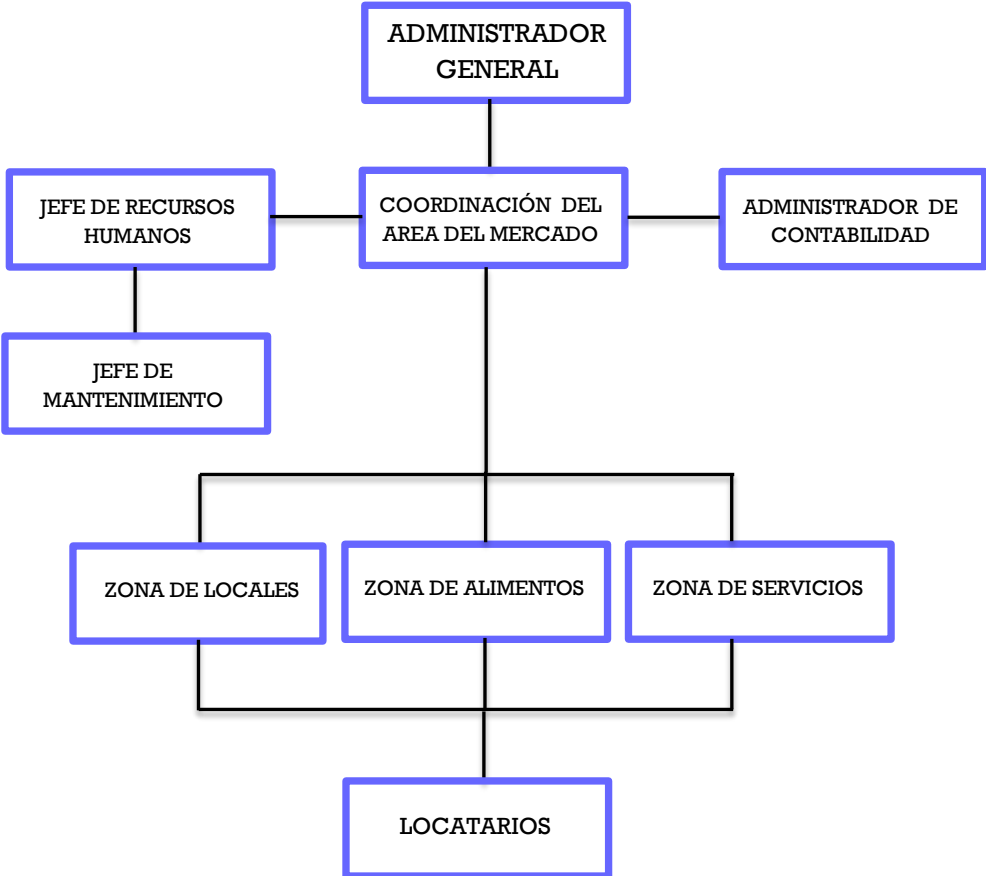 ADMINISTRADOR
GENERAL
JEFE DE RECURSOS
HUMANOS
COORDINACIÓN DEL
AREA DEL MERCADO
ADMINISTRADOR DE
CONTABILIDAD
JEFE DE
MANTENIMIENTO
ZONA DE LOCALES
ZONA DE ALIMENTOS
ZONA DE SERVICIOS
LOCATARIOS